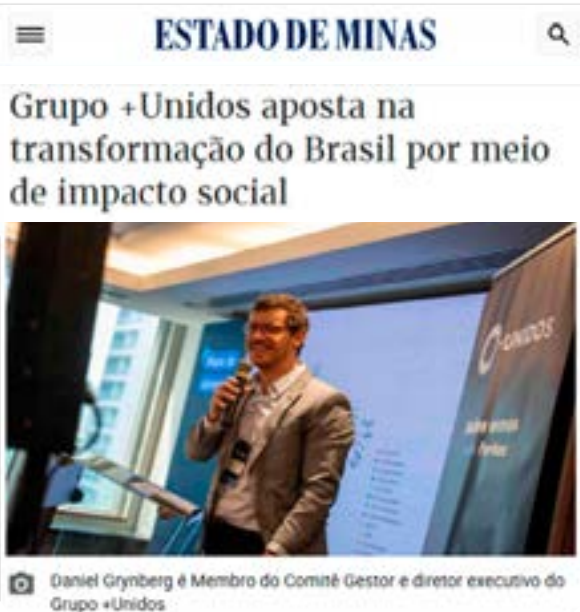 ESTADO DE MINAS
Grupo +Unidos aposta na
transformação do Brasil por meio
de impacto social
+UNIDOS
Daniel Grynberg é Membro do Comitê Gestor e diretor executivo do
Grupo +Unidos